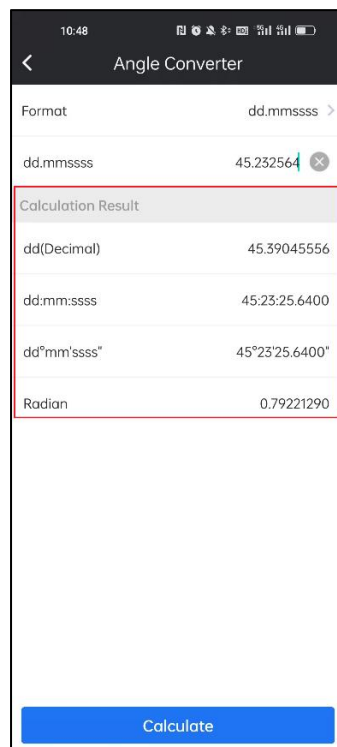 10:48
Angle Converter
Format dd.mmssss
dd.mmssss 45.232564
Calculation Result
dd(Decimal) 45.39045556
dd:mm:ssss 45:23:25.6400
dd°mm'ssss" 45°23'25.6400"
Radian 0.79221290
Calculate